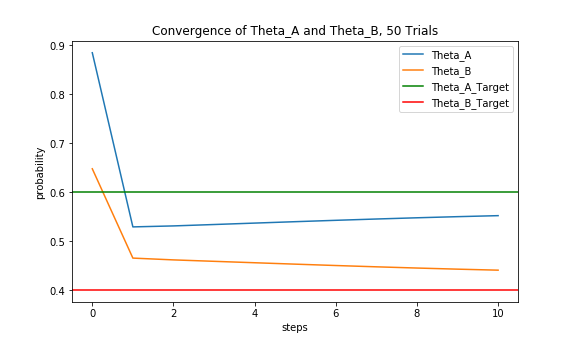 Convergence of Theta_A and Theta_B, 50 Trials
Theta_A
Theta_B
Theta_A_Target
Theta_B_Target
0.9
0.8
0.7
0.6
0.5
0.4
probability
0 2 4 6 8 10
steps